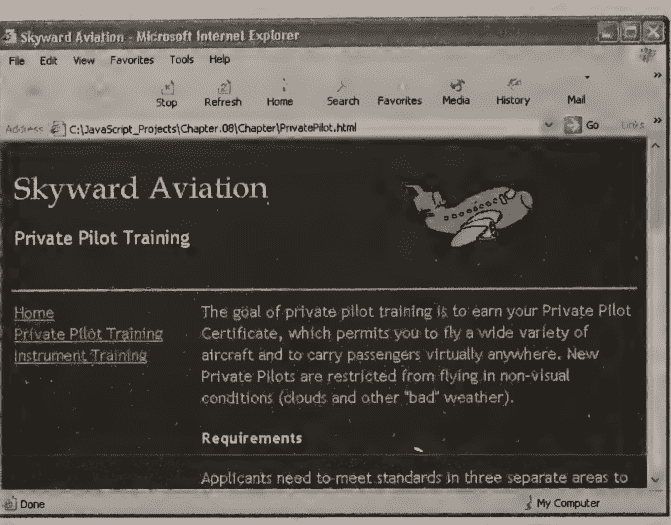 Skyward Aviation - Microsoft Internet Explorer
File Edit View Favorites Tools Help
Stop Refresh Home Search Favorites Media History Mail
Address C:\JavaScript_Projects\Chapter.08\Chapter\PrivatePilot.html Go Links
Skyward Aviation
Private Pilot Training
Home
Private Pilot Training
Instrument Training
The goal of private pilot training is to earn your Private Pilot
Certificate, which permits you to fly a wide variety of
aircraft and to carry passengers virtually anywhere. New
Private Pilots are restricted from flying in non-visual
conditions (clouds and other "bad" weather).
Requirements
Applicants need to meet standards in three separate areas to
Done My Computer